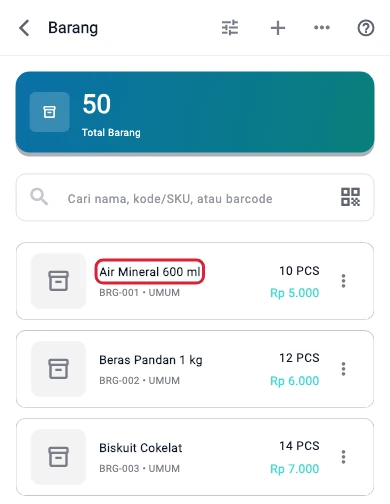 Barang
50
Total Barang
Cari nama, kode/SKU, atau barcode
Air Mineral 600 ml
10 PCS
BRG-001 • UMUM
Rp 5.000
Beras Pandan 1 kg
12 PCS
BRG-002 • UMUM
Rp 6.000
Biskuit Cokelat
14 PCS
BRG-003 • UMUM
Rp 7.000